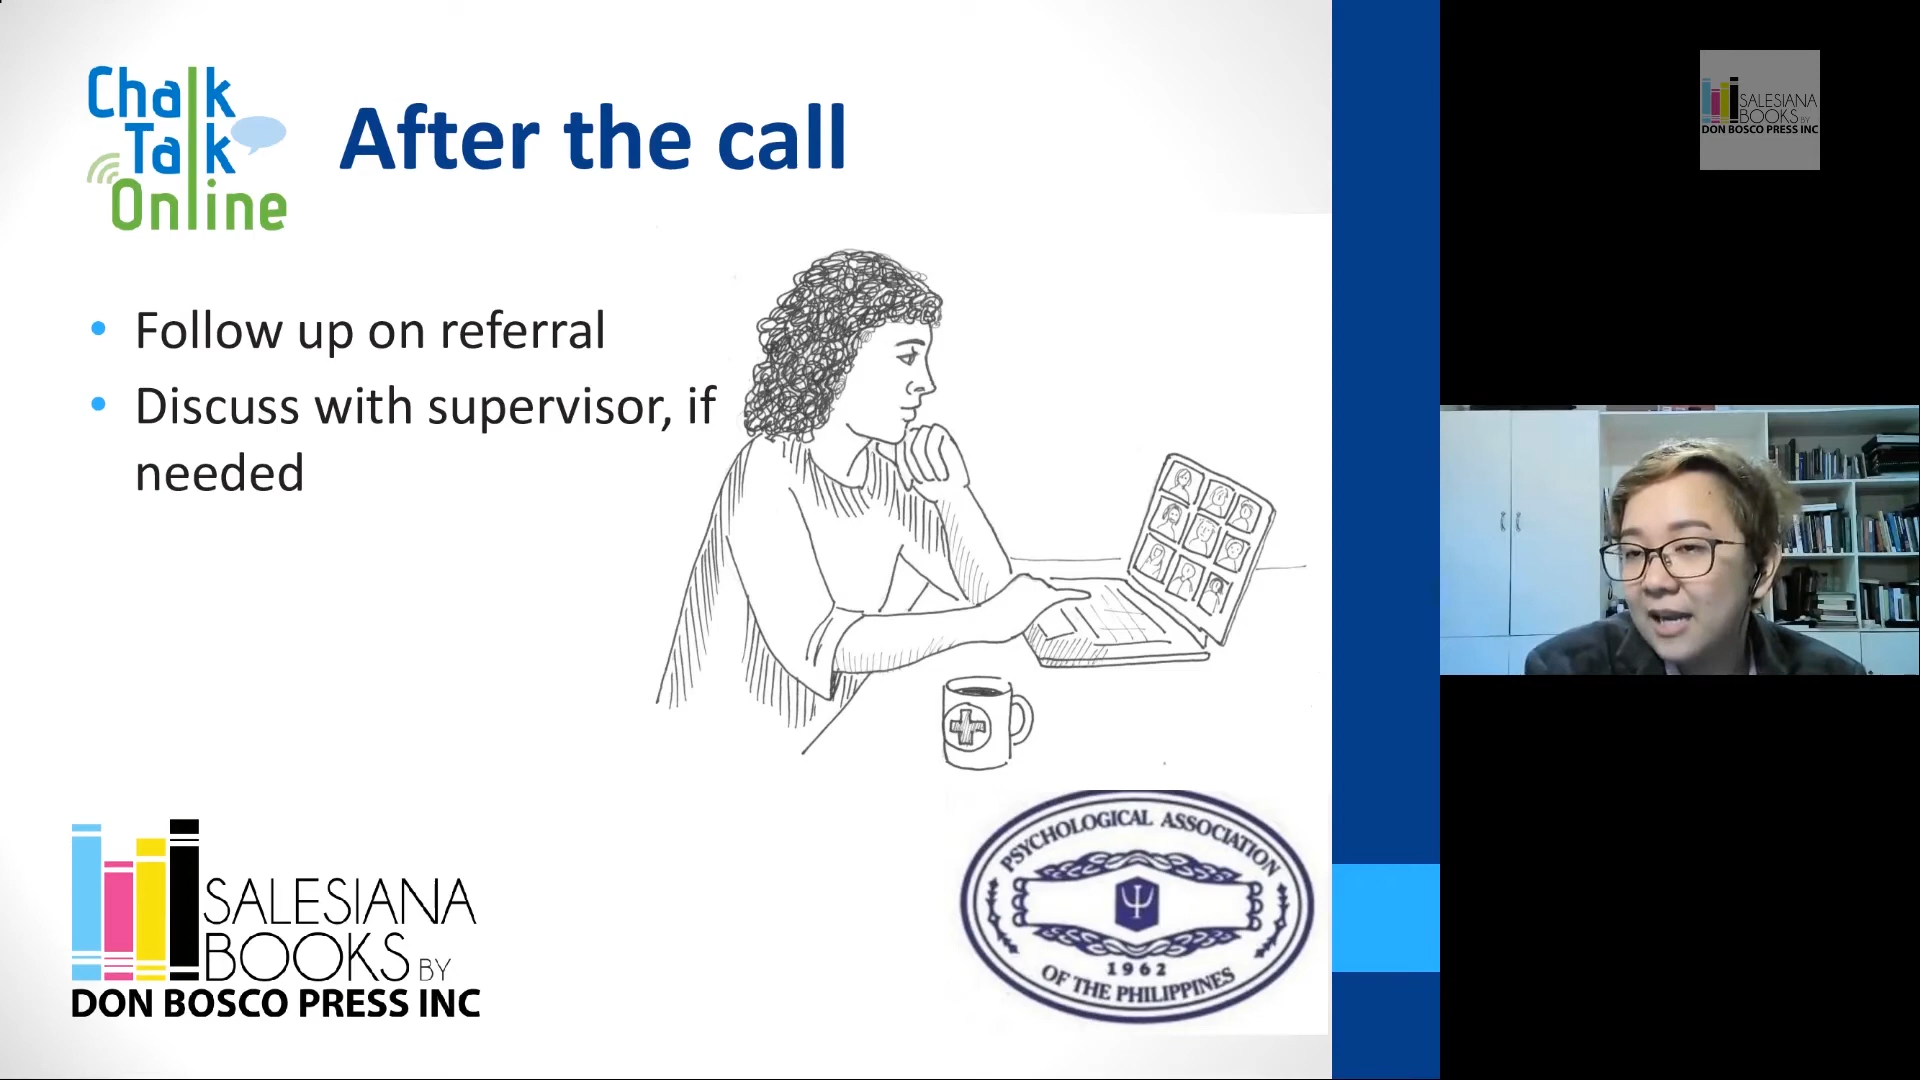 Chalk
Talk
Online
After the call
• Follow up on referral
• Discuss with supervisor, if
needed
SALESIANA
BOOKS BY
DON BOSCO PRESS INC
PSYCHOLOGICAL ASSOCIATION
1962
OF THE PHILIPPINES
SALESIANA
BOOKS BY
DON BOSCO PRESS INC